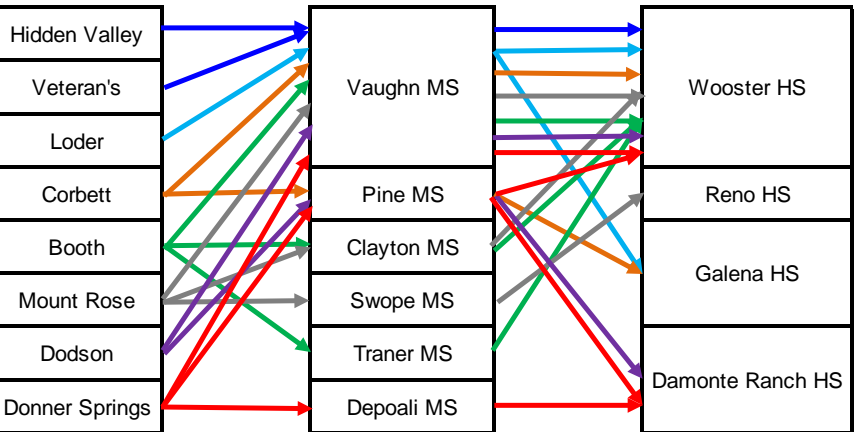 Hidden Valley
Veteran's
Loder
Corbett
Booth
Mount Rose
Dodson
Donner Springs
Vaughn MS
Pine MS
Clayton MS
Swope MS
Traner MS
Depoali MS
Wooster HS
Reno HS
Galena HS
Damonte Ranch HS